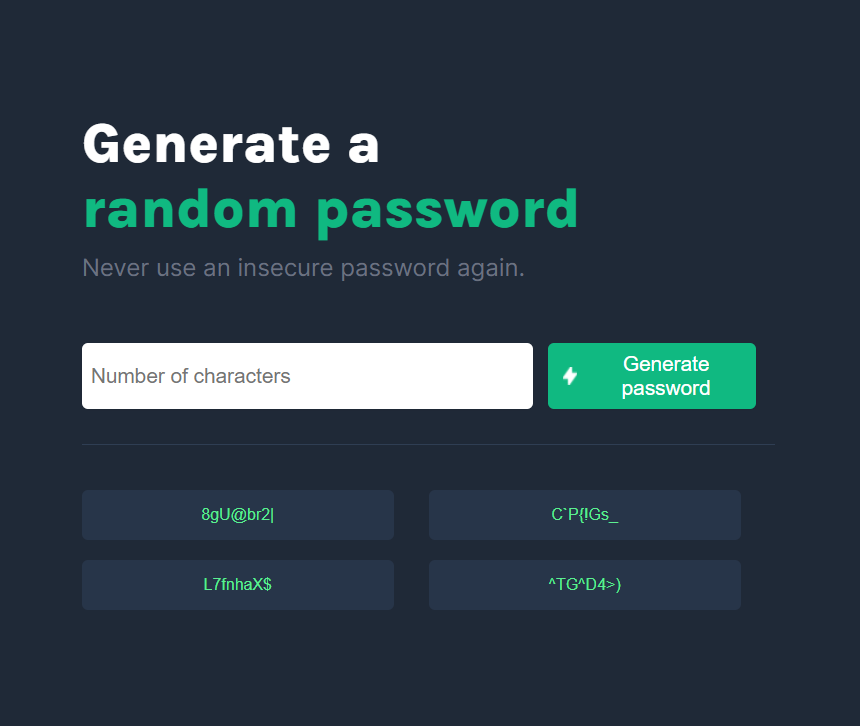 Generate a
random password
Never use an insecure password again.
Number of characters
Generate
password
8gU@br2|
C`P{!Gs_
L7fnhaX$
^TG^D4>)